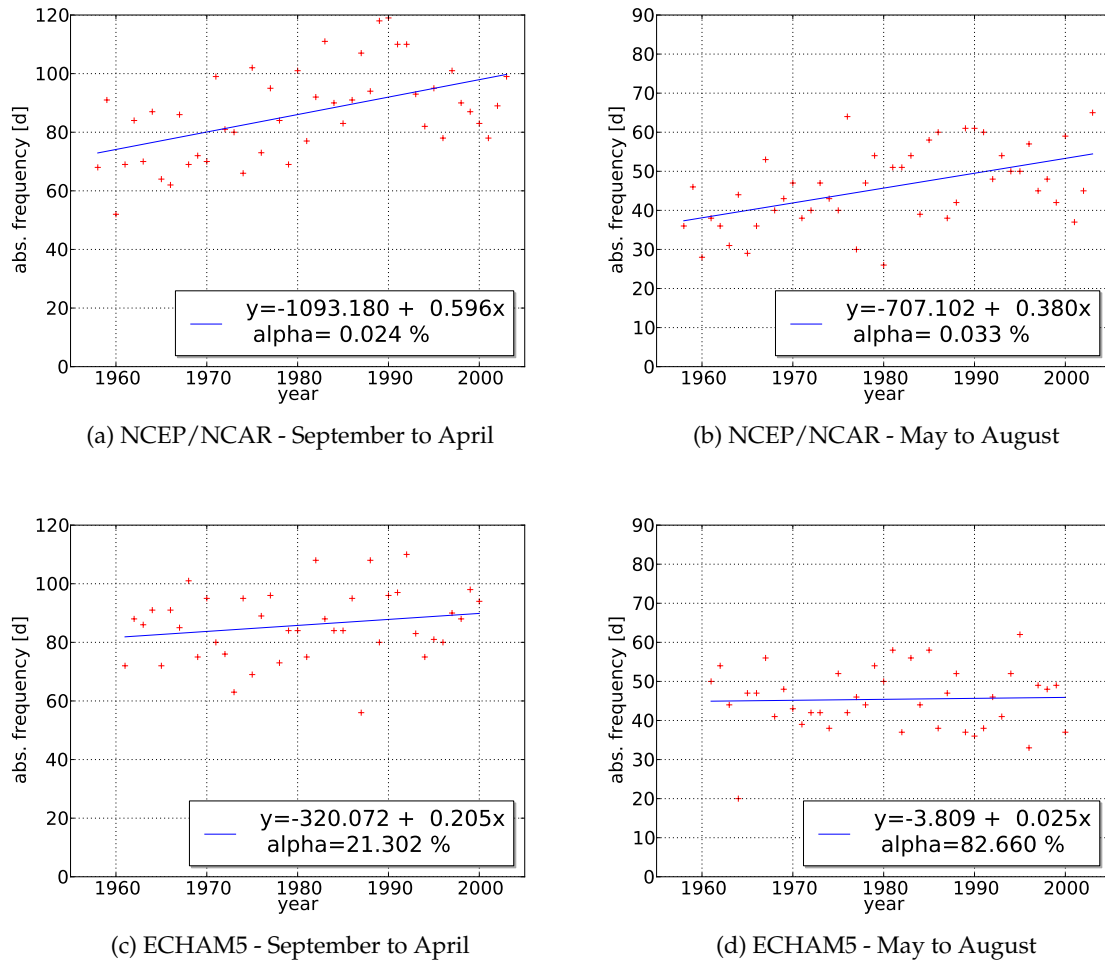 120
100
80
60
40
20
0
abs. frequency [d]
y=-1093.180 + 0.596x
alpha= 0.024 %
1960 1970 1980 1990 2000
year
(a) NCEP/NCAR - September to April
90
80
70
60
50
40
30
20
10
0
abs. frequency [d]
y=-707.102 + 0.380x
alpha= 0.033 %
1960 1970 1980 1990 2000
year
(b) NCEP/NCAR - May to August
120
100
80
60
40
20
0
abs. frequency [d]
y=-320.072 + 0.205x
alpha=21.302 %
1960 1970 1980 1990 2000
year
(c) ECHAM5 - September to April
90
80
70
60
50
40
30
20
10
0
abs. frequency [d]
y=-3.809 + 0.025x
alpha=82.660 %
1960 1970 1980 1990 2000
year
(d) ECHAM5 - May to August